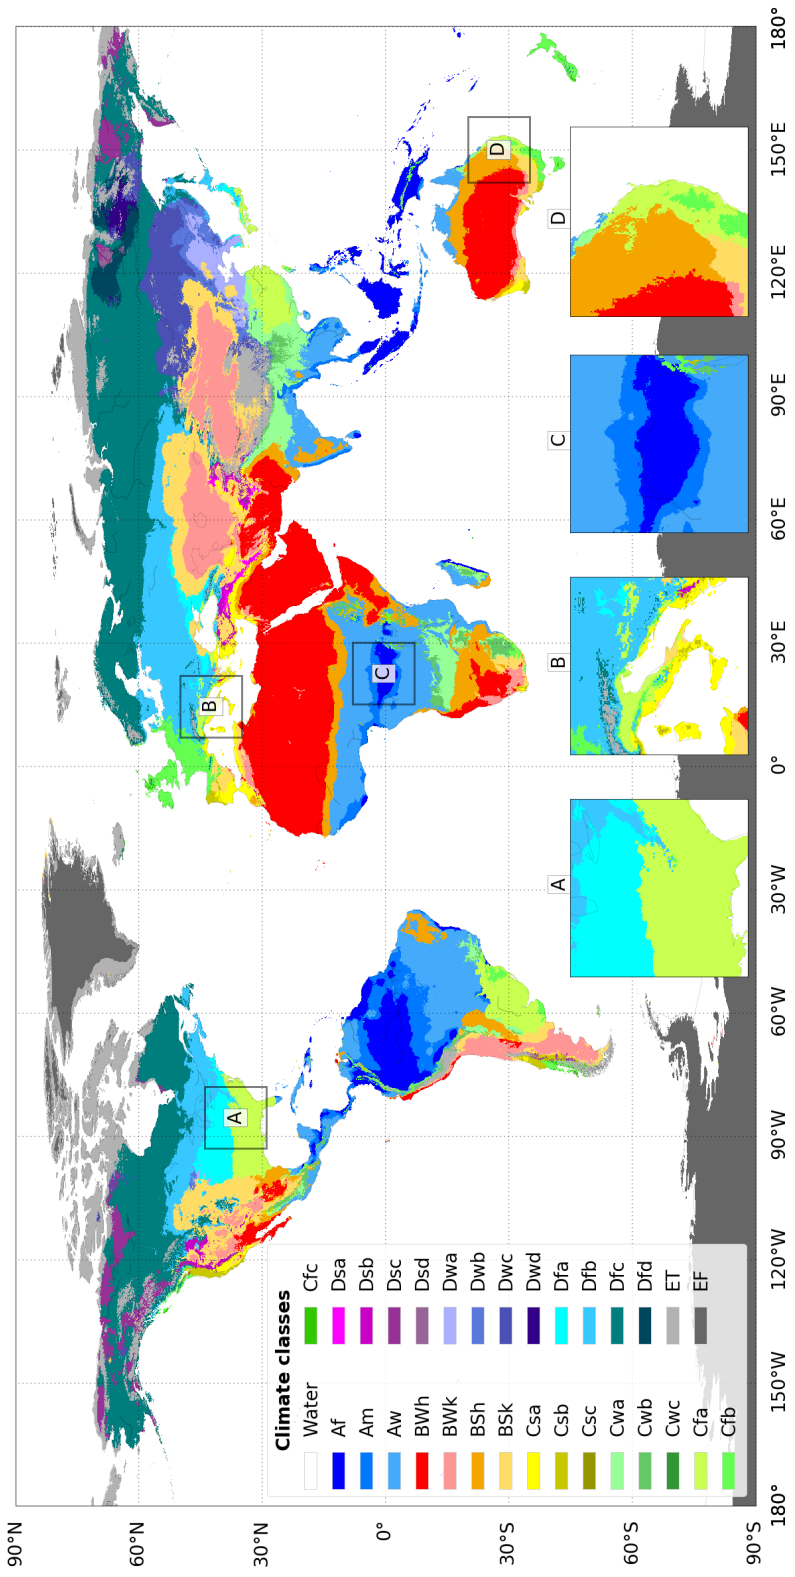 90°N
60°N
30°N
0°
30°S
60°S
90°S
180°
150°W
120°W
90°W
60°W
30°W
0°
30°E
60°E
90°E
120°E
150°E
180°
A
B
C
D
A
B
C
D
Climate classes
Water
Af
Am
Aw
BWh
BWk
BSh
BSk
Csa
Csb
Csc
Cwa
Cwb
Cwc
Cfa
Cfb
Cfc
Dsa
Dsb
Dsc
Dsd
Dwa
Dwb
Dwc
Dwd
Dfa
Dfb
Dfc
Dfd
ET
EF